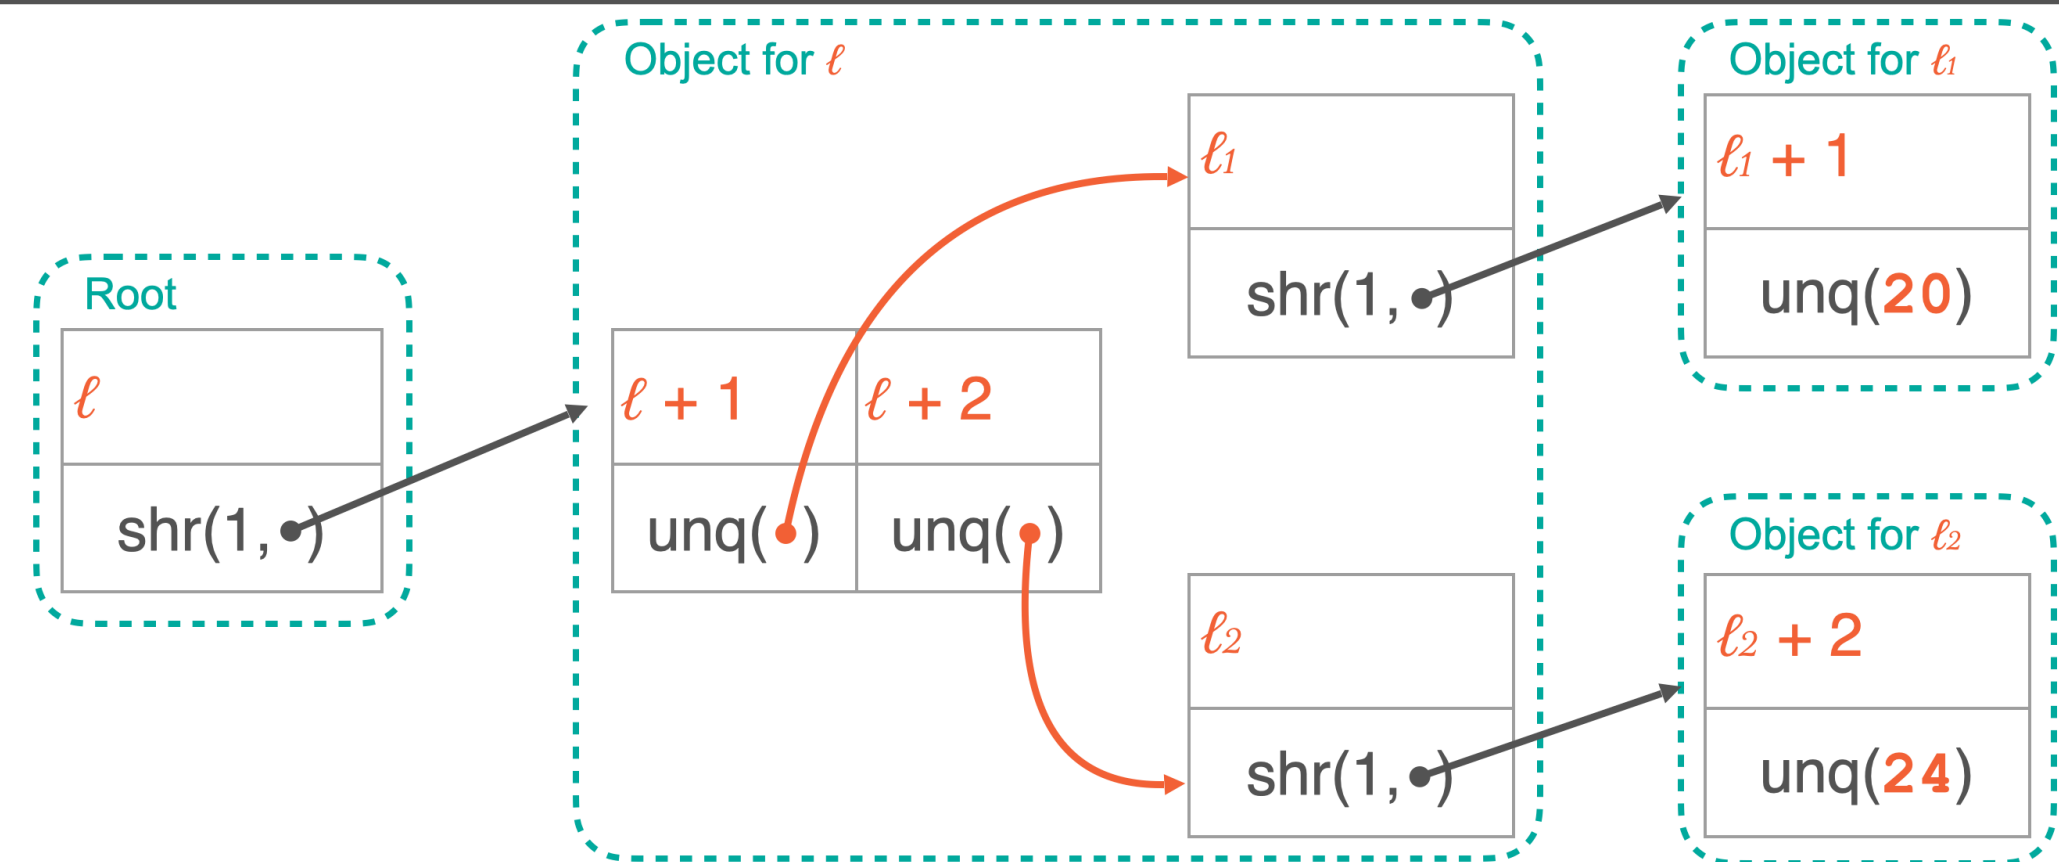 Root
ℓ
shr(1, )
Object for ℓ
ℓ + 1
ℓ + 2
unq( )
unq( )
ℓ1
shr(1, )
ℓ2
shr(1, )
Object for ℓ1
ℓ1 + 1
unq(20)
Object for ℓ2
ℓ2 + 2
unq(24)